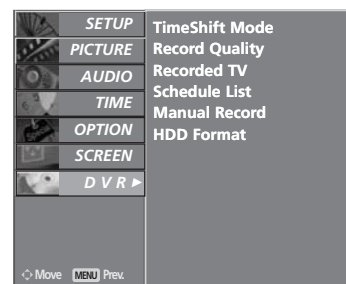 SETUP
PICTURE
AUDIO
TIME
OPTION
SCREEN
D V R ►
TimeShift Mode
Record Quality
Recorded TV
Schedule List
Manual Record
HDD Format
Move MENU Prev.